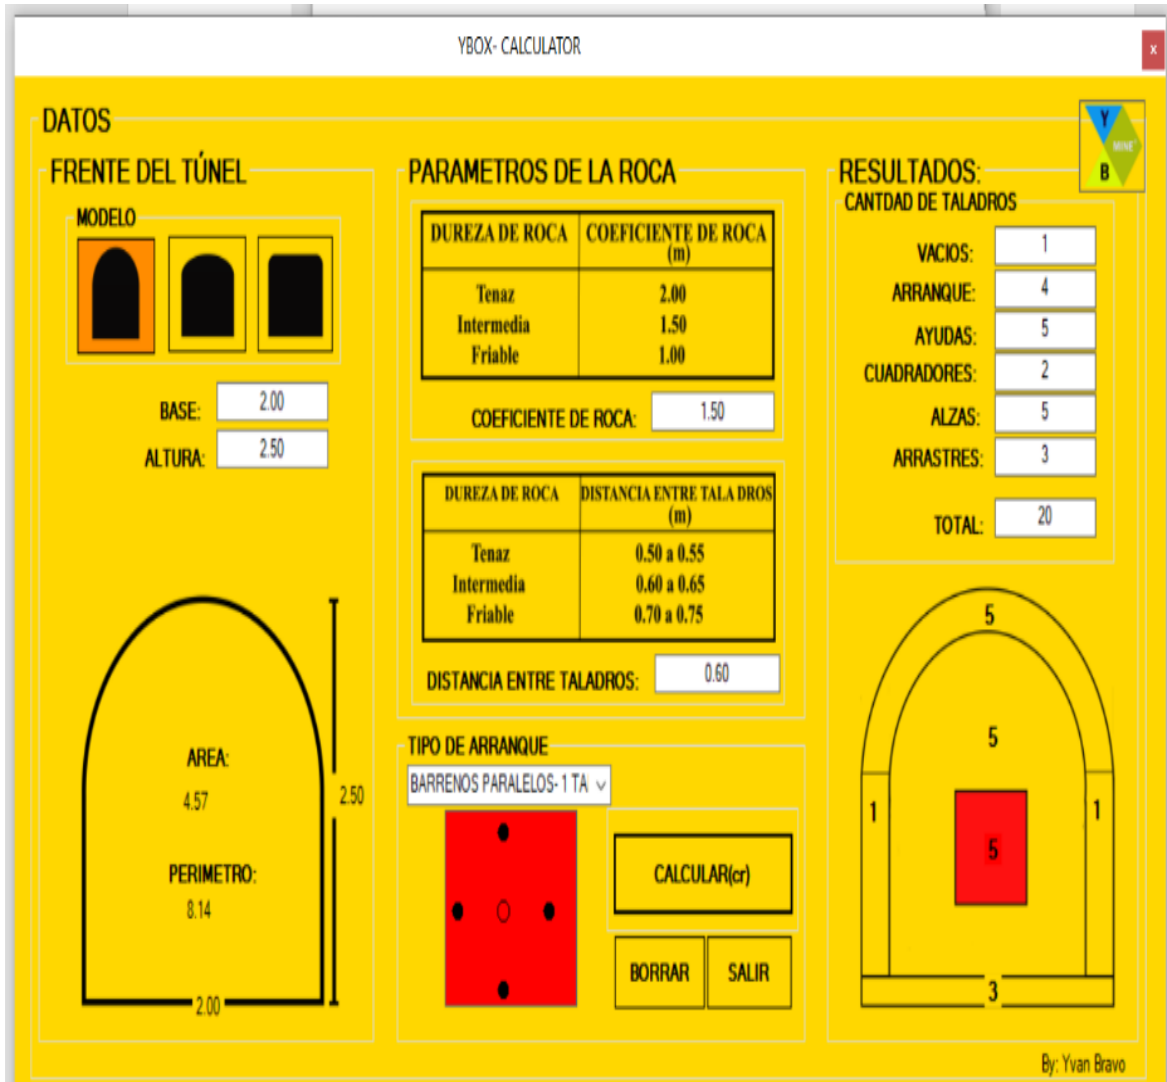 YBOX- CALCULATOR
x
DATOS
FRENTE DEL TÚNEL
MODELO
BASE: 2.00
ALTURA: 2.50
AREA:
4.57
PERIMETRO:
8.14
2.50
2.00
PARAMETROS DE LA ROCA
DUREZA DE ROCA COEFICIENTE DE ROCA
(m)
Tenaz 2.00
Intermedia 1.50
Friable 1.00
COEFICIENTE DE ROCA: 1.50
DUREZA DE ROCA DISTANCIA ENTRE TALA DROS
(m)
Tenaz 0.50 a 0.55
Intermedia 0.60 a 0.65
Friable 0.70 a 0.75
DISTANCIA ENTRE TALADROS: 0.60
TIPO DE ARRANQUE
BARRENOS PARALELOS- 1 TA
CALCULAR(cr)
BORRAR SALIR
Y
MINE
B
RESULTADOS:
CANTDAD DE TALADROS
VACIOS: 1
ARRANQUE: 4
AYUDAS: 5
CUADRADORES: 2
ALZAS: 5
ARRASTRES: 3
TOTAL: 20
5
5
1 1
5
3
By: Yvan Bravo